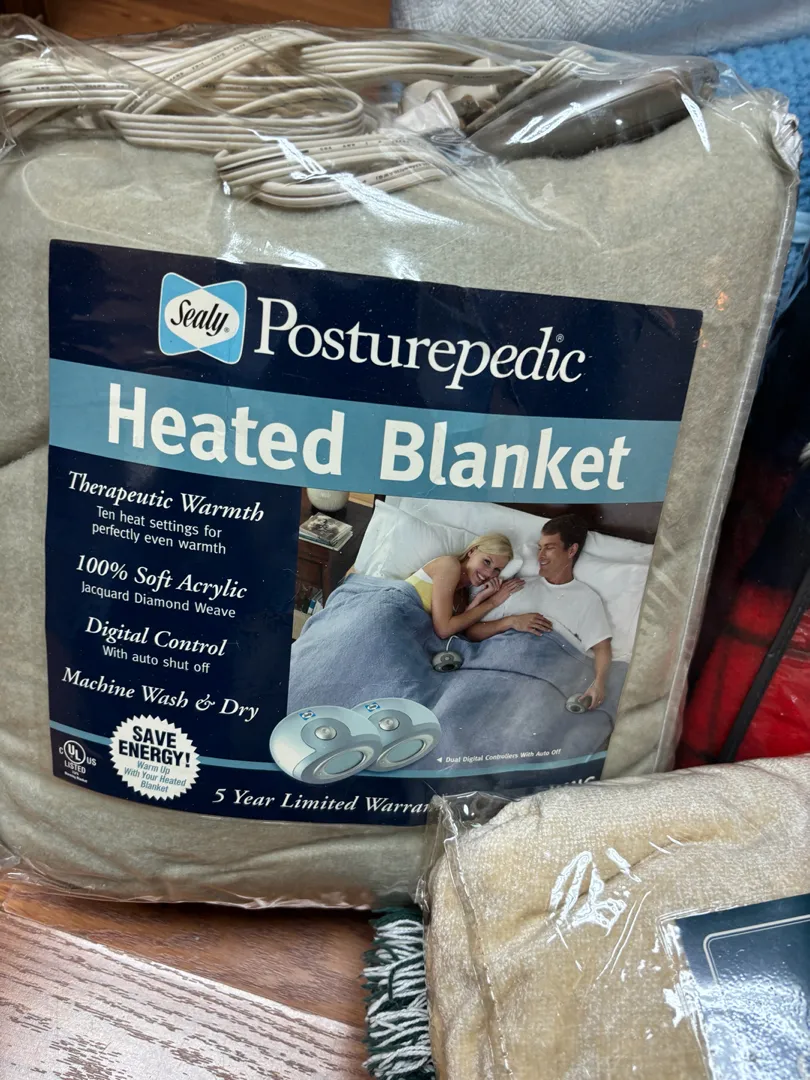 Sealy®
Posturepedic®
Heated Blanket
Therapeutic Warmth
Ten heat settings for
perfectly even warmth
100% Soft Acrylic
Jacquard Diamond Weave
Digital Control
With auto shut off
Machine Wash & Dry
C UL US
LISTED
SAVE
ENERGY!
Warm Up
With Your Heated
Blanket
◀ Dual Digital Controllers With Auto Off
5 Year Limited Warran